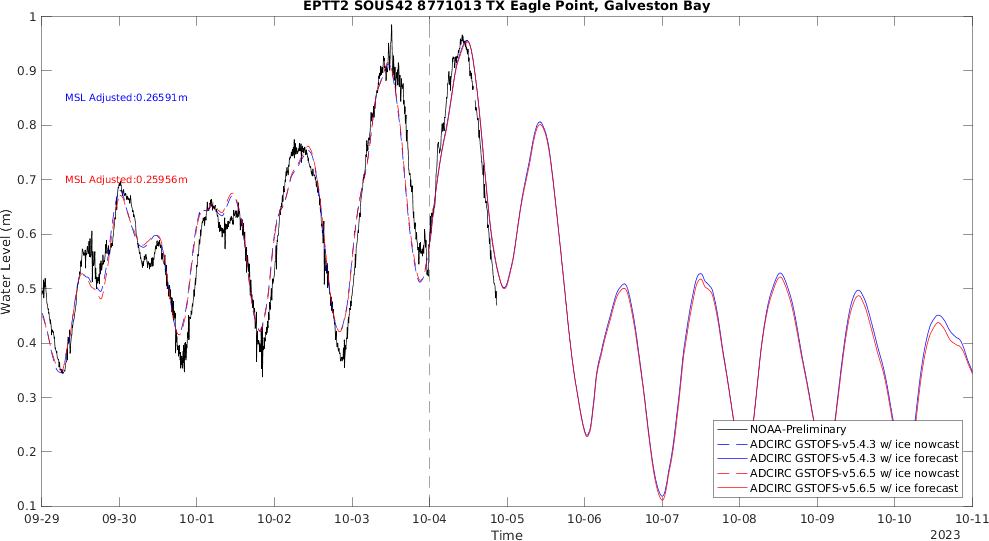 EPTT2 SOUS42 8771013 TX Eagle Point, Galveston Bay
1
0.9
0.8
0.7
0.6
0.5
0.4
0.3
0.2
0.1
Water Level (m)
MSL Adjusted:0.26591m
MSL Adjusted:0.25956m
NOAA-Preliminary
ADCIRC GSTOFS-v5.4.3 w/ ice nowcast
ADCIRC GSTOFS-v5.4.3 w/ ice forecast
ADCIRC GSTOFS-v5.6.5 w/ ice nowcast
ADCIRC GSTOFS-v5.6.5 w/ ice forecast
09-29 09-30 10-01 10-02 10-03 10-04 10-05 10-06 10-07 10-08 10-09 10-10 10-11
Time
2023